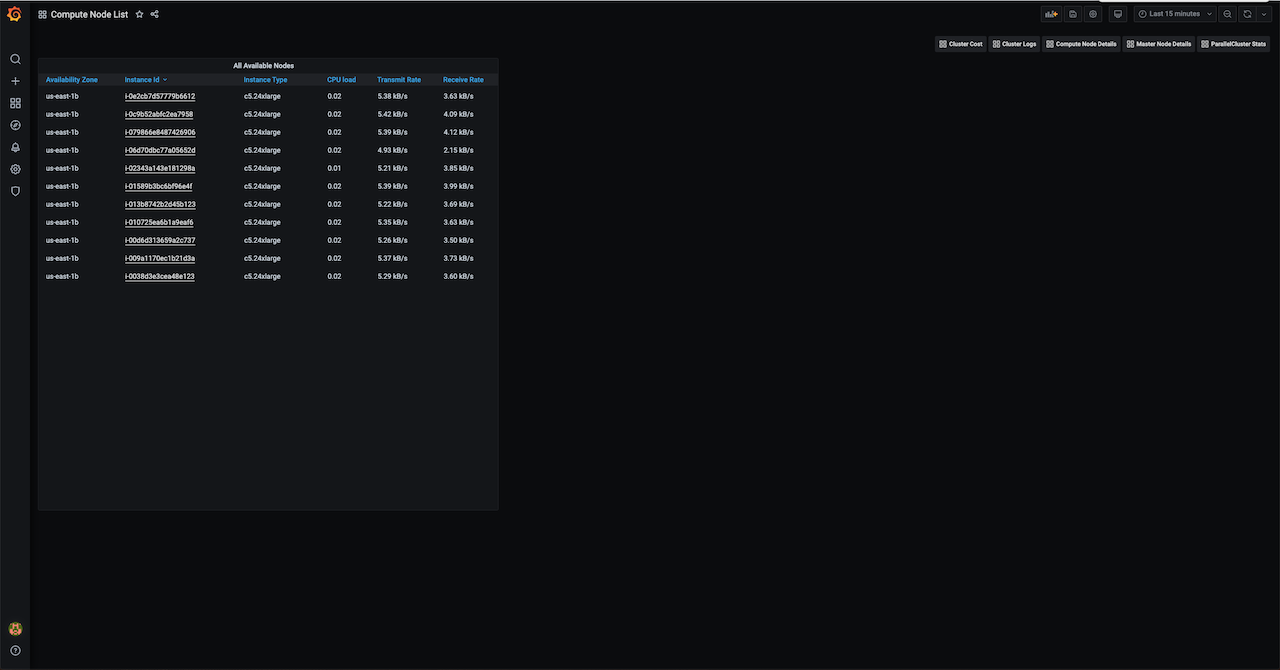 Compute Node List
Last 15 minutes
Cluster Cost Cluster Logs Compute Node Details Master Node Details ParallelCluster Stats
All Available Nodes
Availability Zone Instance Id Instance Type CPU load Transmit Rate Receive Rate
us-east-1b i-0e2cb7d57779b6612 c5.24xlarge 0.02 5.38 kB/s 3.63 kB/s
us-east-1b i-0c9b52abfc2ea7958 c5.24xlarge 0.02 5.42 kB/s 4.09 kB/s
us-east-1b i-079866e8487426906 c5.24xlarge 0.02 5.39 kB/s 4.12 kB/s
us-east-1b i-06d70dbc77a05652d c5.24xlarge 0.02 4.93 kB/s 2.15 kB/s
us-east-1b i-02343a143e181298a c5.24xlarge 0.01 5.21 kB/s 3.85 kB/s
us-east-1b i-01589b3bc6bf96e4f c5.24xlarge 0.02 5.39 kB/s 3.99 kB/s
us-east-1b i-013b8742b2d45b123 c5.24xlarge 0.02 5.22 kB/s 3.69 kB/s
us-east-1b i-010725ea6b1a9eaf6 c5.24xlarge 0.02 5.35 kB/s 3.63 kB/s
us-east-1b i-00d6d313659a2c737 c5.24xlarge 0.02 5.26 kB/s 3.50 kB/s
us-east-1b i-009a1170ec1b21d3a c5.24xlarge 0.02 5.37 kB/s 3.73 kB/s
us-east-1b i-0038d3e3cea48e123 c5.24xlarge 0.02 5.29 kB/s 3.60 kB/s